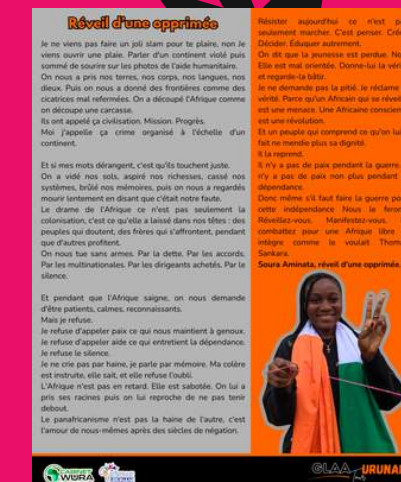 Réveil d'une opprimée
Je ne viens pas faire un joli slam pour te plaire, non Je
viens ouvrir une plaie. Parler d'un continent violé puis
sommé de sourire sur les photos de l'aide humanitaire.
On nous a pris nos terres, nos corps, nos langues, nos
dieux. Puis on nous a donné des frontières comme des
cicatrices mal refermées. On a découpé l'Afrique comme
on découpe une carcasse.
Ils ont appelé ça civilisation. Mission. Progrès.
Moi j'appelle ça crime organisé à l'échelle d'un
continent.
Et si mes mots dérangent, c'est qu'ils touchent juste.
On a vidé nos sols, aspiré nos richesses, cassé nos
systèmes, brûlé nos mémoires, puis on nous a regardés
mourir lentement en disant que c'était notre faute.
Le drame de l'Afrique ce n'est pas seulement la
colonisation, c'est ce qu'elle a laissé dans nos têtes : des
peuples qui doutent, des frères qui s'affrontent, pendant
que d'autres profitent.
On nous tue sans armes. Par la dette. Par les accords.
Par les multinationales. Par les dirigeants achetés. Par le
silence.
Et pendant que l'Afrique saigne, on nous demande
d'être patients, calmes, reconnaissants.
Mais je refuse.
Je refuse d'appeler paix ce qui nous maintient à genoux.
Je refuse d'appeler aide ce qui entretient la dépendance.
Je refuse le silence.
Je ne crie pas par haine, je parle par mémoire. Ma colère
est instruite, elle sait, et elle refuse l'oubli.
L'Afrique n'est pas en retard. Elle est sabotée. On lui a
pris ses racines puis on lui reproche de ne pas tenir
debout.
Le panafricanisme n'est pas la haine de l'autre, c'est
l'amour de nous-mêmes après des siècles de négation.
Résister aujourd'hui ce n'est
seulement marcher. C'est penser.
Décider. Éduquer autrement.
On dit que la jeunesse est perdue.
Elle est mal orientée. Donne-lui la
et regarde-la bâtir.
Je ne demande pas la pitié. Je réclame
vérité. Parce qu'un Africain qui se
est une menace. Une Africaine
est une révolution.
Et un peuple qui comprend ce qu'on lui
fait ne mendie plus sa dignité.
Il la reprend.
Il n'y a pas de paix pendant la guerre.
n'y a pas de paix non plus pendant
dépendance.
Donc même s'il faut faire la guerre
cette indépendance Nous le
Réveillez-vous. Manifestez-vous.
combattez pour une Afrique libre
intègre comme le voulait
Sankara.
Soura Aminata, réveil d'une opprimée.
CABINET
WURA
GLAA
URUNA